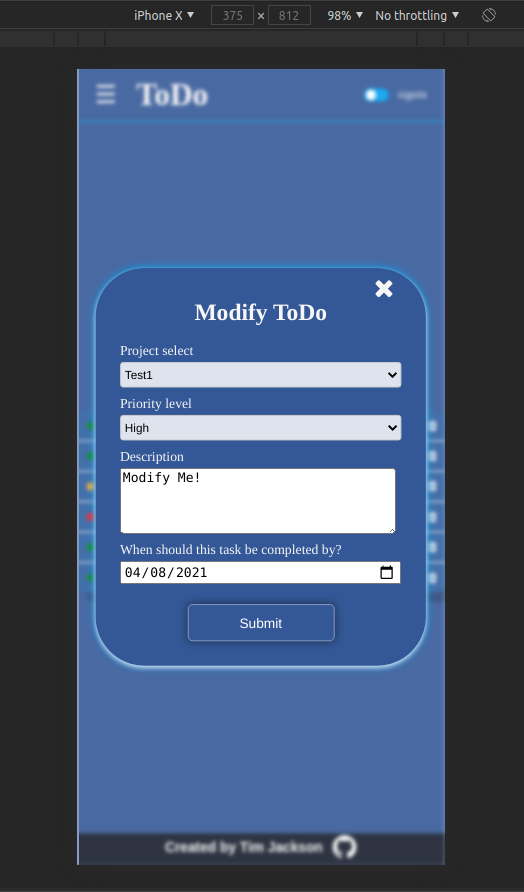 iPhone X 375 × 812 98% No throttling
☰ ToDo signin
Modify ToDo
Project select
Test1
Priority level
High
Description
Modify Me!
When should this task be completed by?
04/08/2021
Submit
Created by Tim Jackson